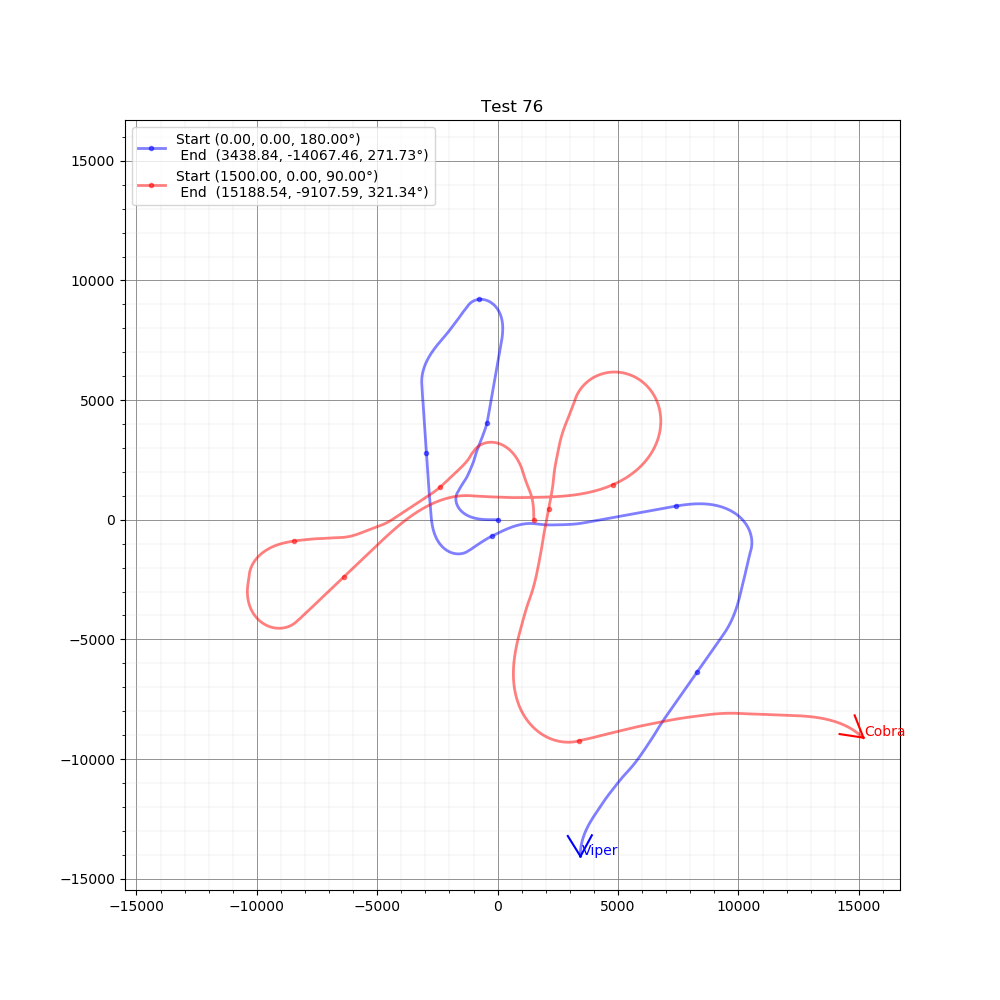 Test 76
Start (0.00, 0.00, 180.00°)
End  (3438.84, -14067.46, 271.73°)
Start (1500.00, 0.00, 90.00°)
End  (15188.54, -9107.59, 321.34°)
15000
10000
5000
0
−5000
−10000
−15000
Cobra
Viper
−15000 −10000 −5000 0 5000 10000 15000